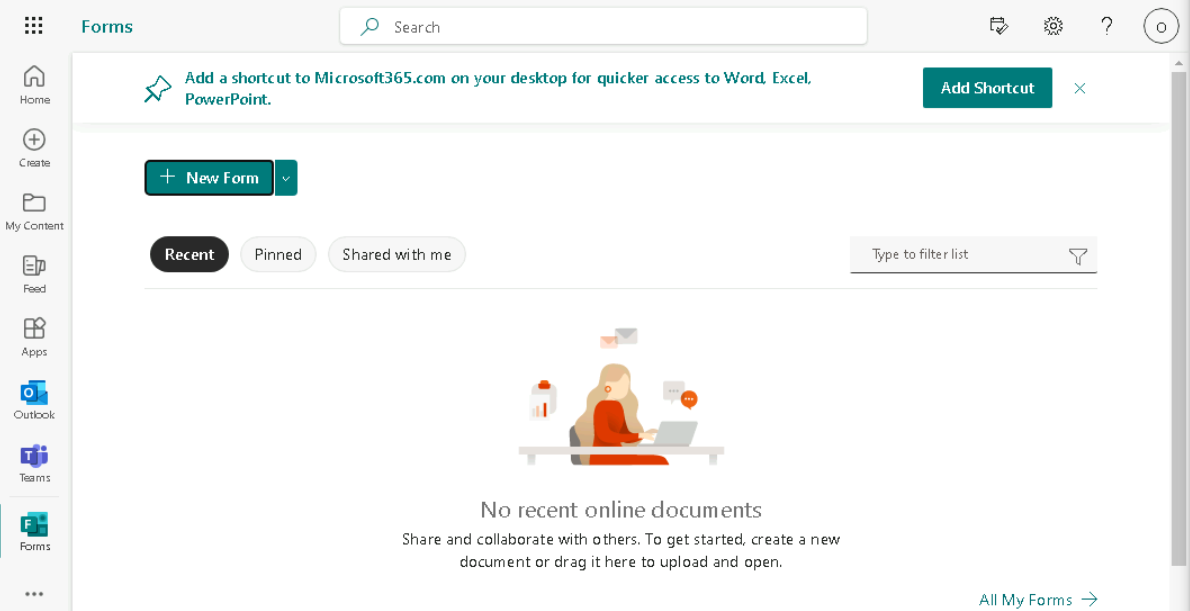 Forms
Search
O
Home
Create
My Content
Feed
Apps
Outlook
Teams
Forms
Add a shortcut to Microsoft365.com on your desktop for quicker access to Word, Excel,
PowerPoint.
Add Shortcut
New Form
Recent
Pinned
Shared with me
Type to filter list
No recent online documents
Share and collaborate with others. To get started, create a new
document or drag it here to upload and open.
All My Forms